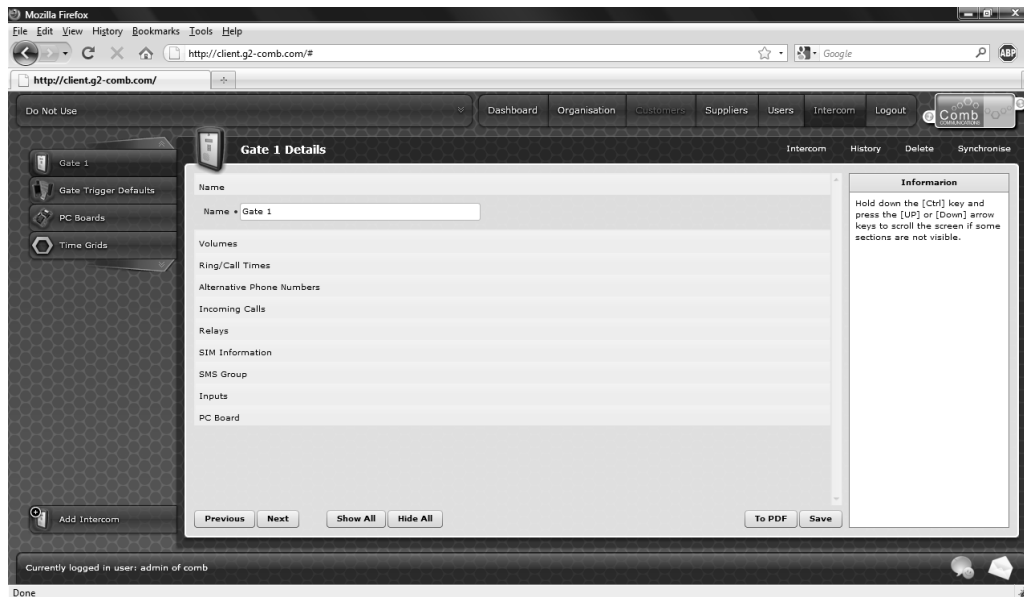 Mozilla Firefox
File Edit View History Bookmarks Tools Help
http://client.g2-comb.com/# Google ABP
http://client.g2-comb.com/
Do Not Use Dashboard Organisation Customers Suppliers Users Intercom Logout Comb COMMUNICATIONS
Gate 1 Details Intercom History Delete Synchronise
Gate 1
Gate Trigger Defaults
PC Boards
Time Grids
Add Intercom
Name
Name Gate 1
Volumes
Ring/Call Times
Alternative Phone Numbers
Incoming Calls
Relays
SIM Information
SMS Group
Inputs
PC Board
Previous Next Show All Hide All To PDF Save
Informarion
Hold down the [Ctrl] key and
press the [UP] or [Down] arrow
keys to scroll the screen if some
sections are not visible.
Currently logged in user: admin of comb
Done